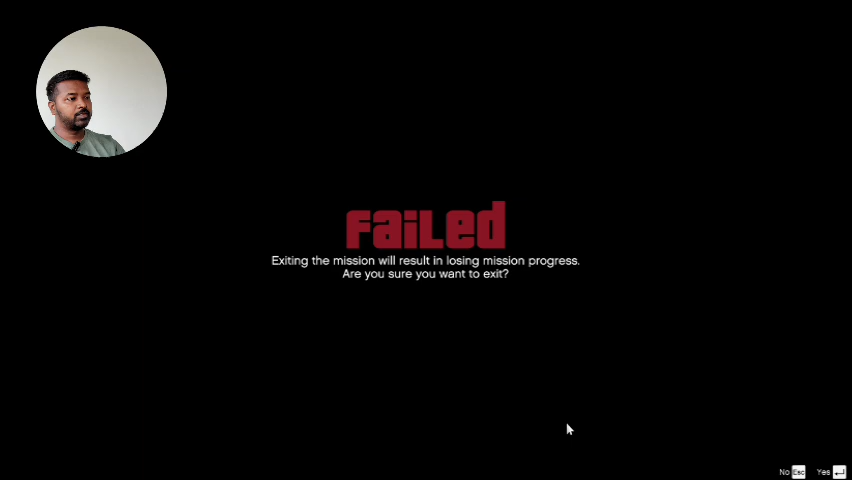 Failed
Exiting the mission will result in losing mission progress.
Are you sure you want to exit?
No Esc Yes